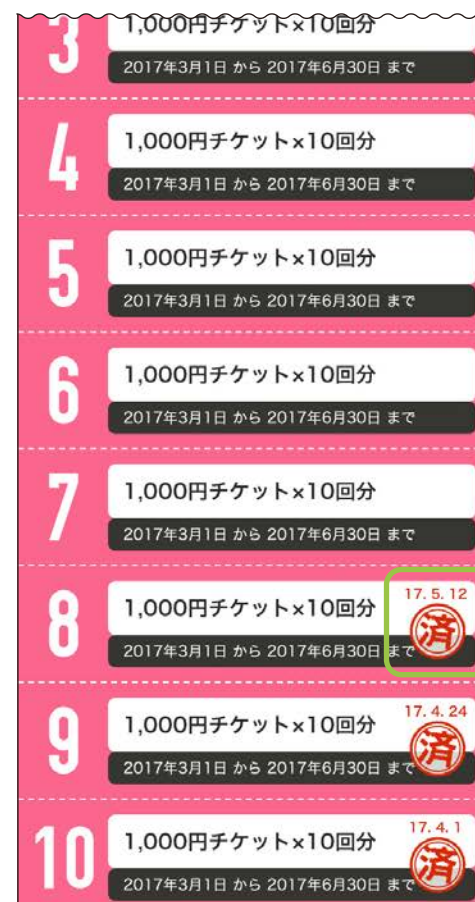 3
1,000円チケット×10回分
2017年3月1日 から 2017年6月30日 まで
4
1,000円チケット×10回分
2017年3月1日 から 2017年6月30日 まで
5
1,000円チケット×10回分
2017年3月1日 から 2017年6月30日 まで
6
1,000円チケット×10回分
2017年3月1日 から 2017年6月30日 まで
7
1,000円チケット×10回分
2017年3月1日 から 2017年6月30日 まで
8
1,000円チケット×10回分
17. 5. 12
済
2017年3月1日 から 2017年6月30日 まで
9
1,000円チケット×10回分
17. 4. 24
済
2017年3月1日 から 2017年6月30日 まで
10
1,000円チケット×10回分
17. 4. 1
済
2017年3月1日 から 2017年6月30日 まで